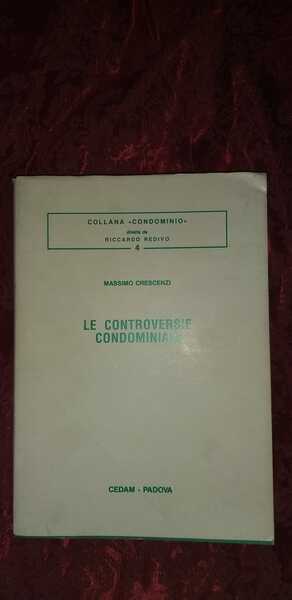 COLLANA «CONDOMINIO»
diretta da
RICCARDO REDIVO
4
MASSIMO CRESCENZI
LE CONTROVERSIE
CONDOMINIALI
CEDAM - PADOVA